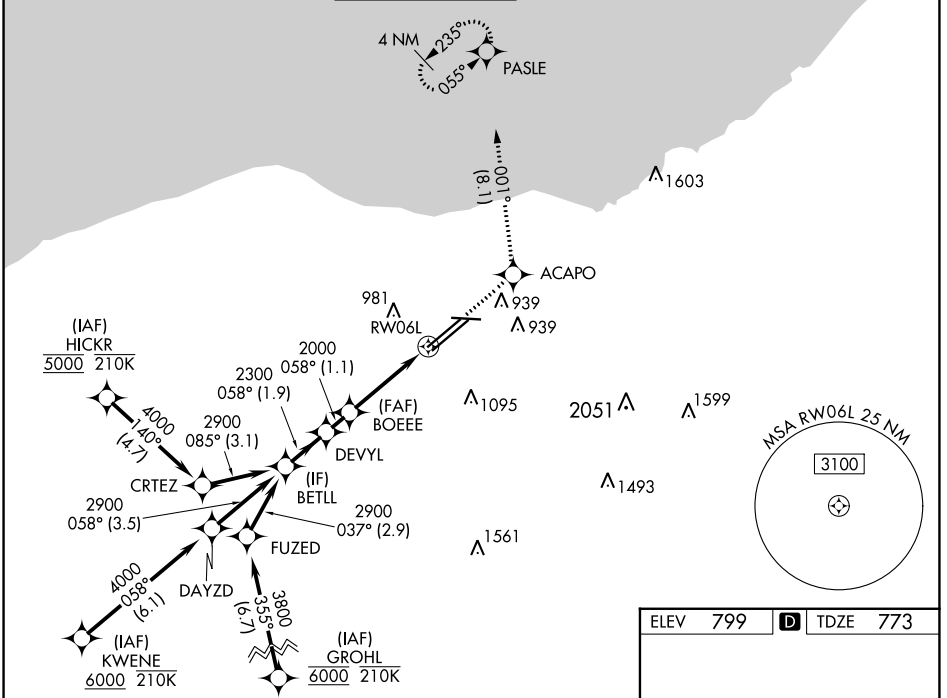 4 NM
235°
055°
PASLE
001°
(8.1)
1603
ACAPO
939
939
981
RW06L
(IAF)
HICKR
5000 210K
2000
058° (1.1)
2300
058° (1.9)
4000
140°
(4.7)
2900
085° (3.1)
(FAF)
BOEEE
1095
2051
1599
MSA RW06L 25 NM
3100
DEVYL
CRTEZ
(IF)
BETLL
1493
2900
058° (3.5)
2900
037° (2.9)
FUZED
1561
DAYZD
4000
058°
(6.1)
3800
355°
(6.7)
(IAF)
KWENE
6000 210K
(IAF)
GROHL
6000 210K
ELEV 799 D TDZE 773